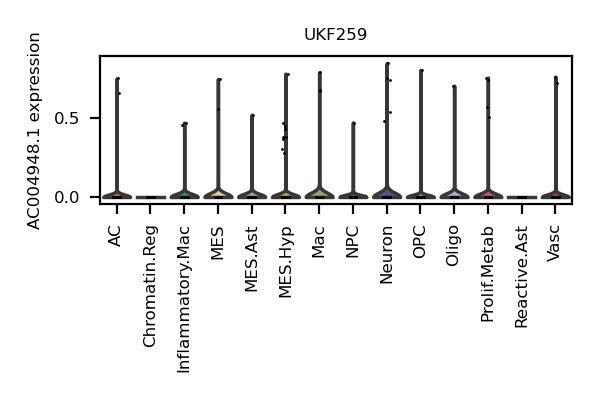 UKF259
AC004948.1 expression
0.5
0.0
AC
Chromatin.Reg
Inflammatory.Mac
MES
MES.Ast
MES.Hyp
Mac
NPC
Neuron
OPC
Oligo
Prolif.Metab
Reactive.Ast
Vasc